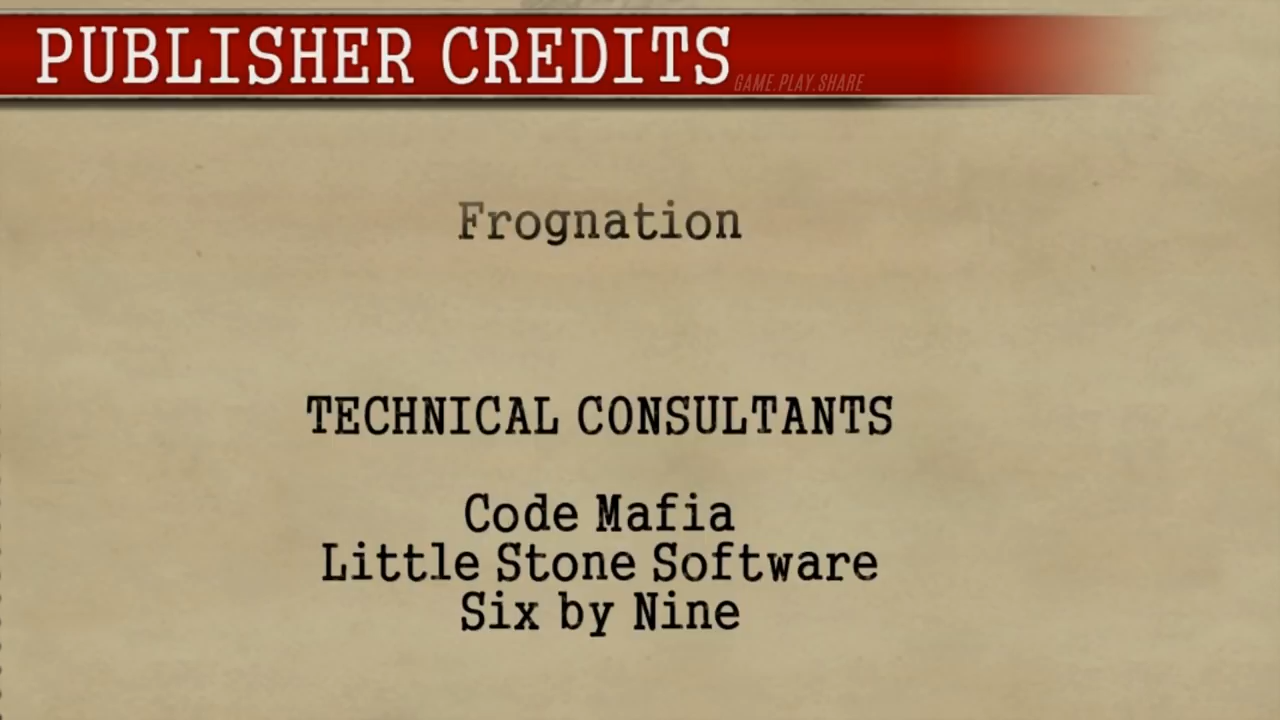 PUBLISHER CREDITS
GAME.PLAY.SHARE
Frognation
TECHNICAL CONSULTANTS
Code Mafia
Little Stone Software
Six by Nine